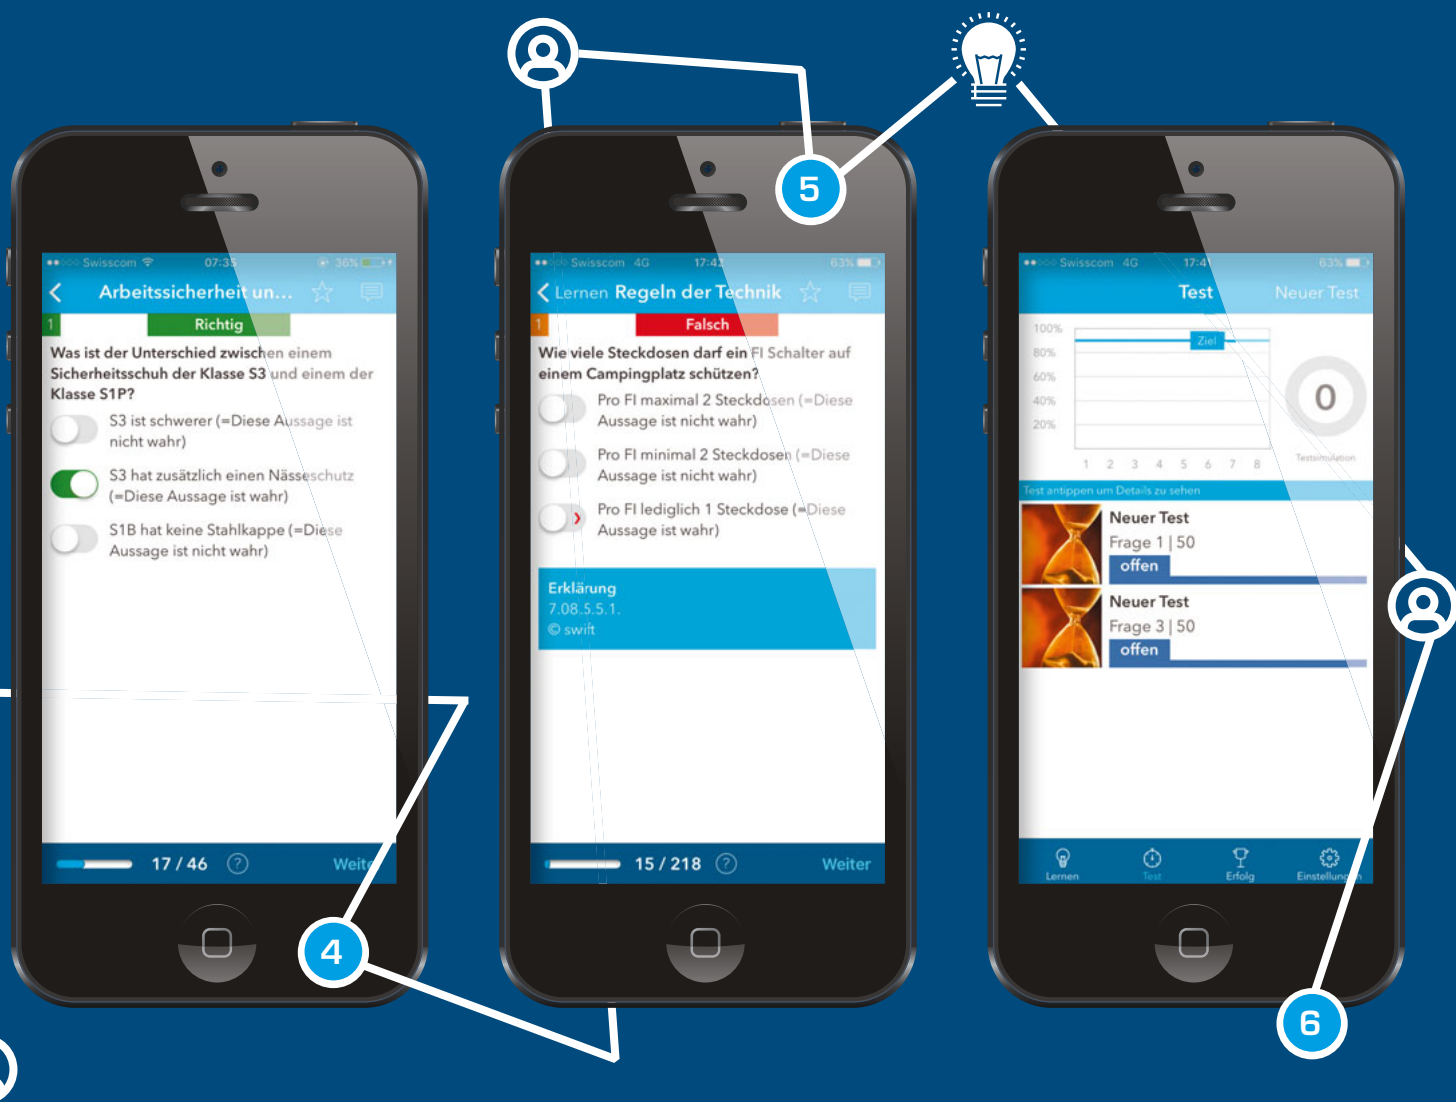 5
Swisscom 07:35 36%
Arbeitssicherheit un...
1 Richtig
Was ist der Unterschied zwischen einem
Sicherheitsschuh der Klasse S3 und einem der
Klasse S1P?
S3 ist schwerer (=Diese Aussage ist
nicht wahr)
S3 hat zusätzlich einen Nässeschutz
(=Diese Aussage ist wahr)
S1B hat keine Stahlkappe (=Diese
Aussage ist nicht wahr)
17 / 46 ? Weiter
4
Swisscom 4G 17:42 63%
Lernen Regeln der Technik
1 Falsch
Wie viele Steckdosen darf ein FI Schalter auf
einem Campingplatz schützen?
Pro FI maximal 2 Steckdosen (=Diese
Aussage ist nicht wahr)
Pro FI minimal 2 Steckdosen (=Diese
Aussage ist nicht wahr)
Pro FI lediglich 1 Steckdose (=Diese
Aussage ist wahr)
Erklärung
7.08.5.5.1.
© swift
15 / 218 ? Weiter
Swisscom 4G 17:41 63%
Test Neuer Test
100%
80%
60%
40%
20%
Ziel
0
1 2 3 4 5 6 7 8
Testsimulation
Test antippen um Details zu sehen
Neuer Test
Frage 1 | 50
offen
Neuer Test
Frage 3 | 50
offen
Lernen Test Erfolg Einstellungen
6